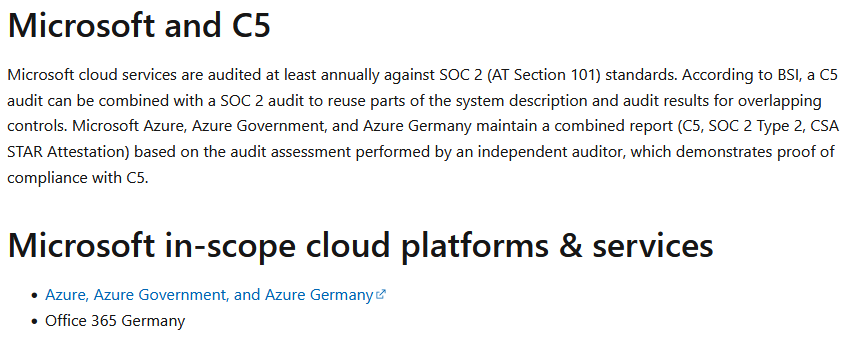 Microsoft and C5
Microsoft cloud services are audited at least annually against SOC 2 (AT Section 101) standards. According to BSI, a C5
audit can be combined with a SOC 2 audit to reuse parts of the system description and audit results for overlapping
controls. Microsoft Azure, Azure Government, and Azure Germany maintain a combined report (C5, SOC 2 Type 2, CSA
STAR Attestation) based on the audit assessment performed by an independent auditor, which demonstrates proof of
compliance with C5.
Microsoft in-scope cloud platforms & services
• Azure, Azure Government, and Azure Germany
• Office 365 Germany